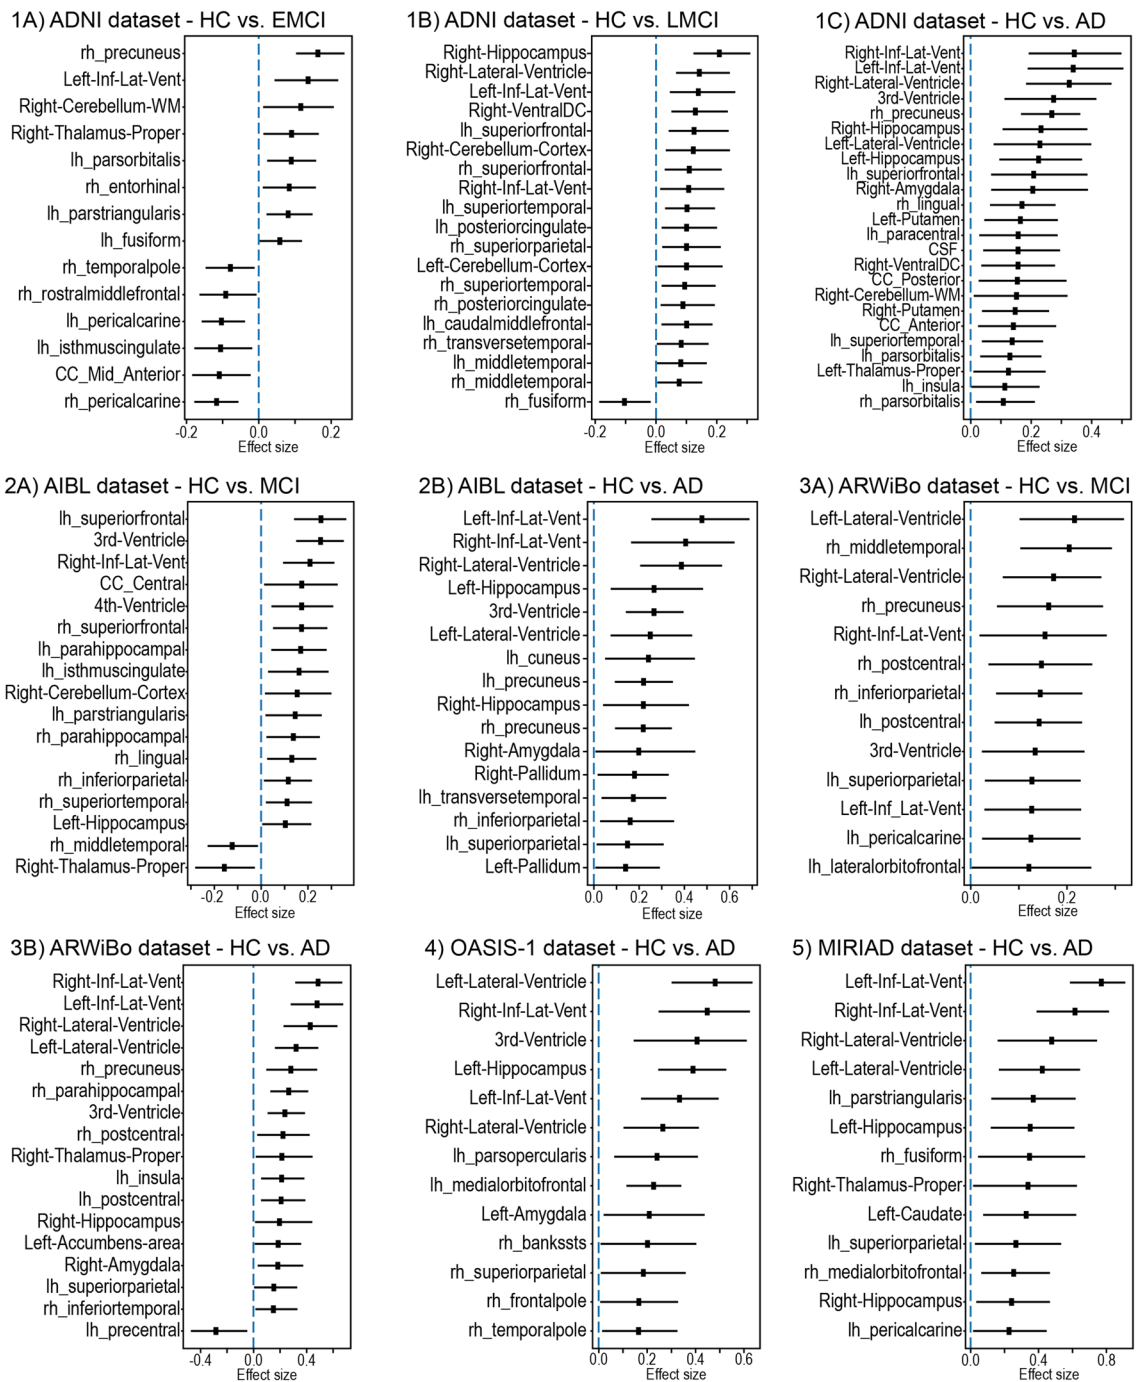 1A) ADNI dataset - HC vs. EMCI
rh_precuneus
Left-Inf-Lat-Vent
Right-Cerebellum-WM
Right-Thalamus-Proper
lh_parsorbitalis
rh_entorhinal
lh_parstriangularis
lh_fusiform
rh_temporalpole
rh_rostralmiddlefrontal
lh_pericalcarine
lh_isthmuscingulate
CC_Mid_Anterior
rh_pericalcarine
-0.2 0.0 0.2
Effect size
1B) ADNI dataset - HC vs. LMCI
Right-Hippocampus
Right-Lateral-Ventricle
Left-Inf-Lat-Vent
Right-VentralDC
lh_superiorfrontal
Right-Cerebellum-Cortex
rh_superiorfrontal
Right-Inf-Lat-Vent
lh_superiortemporal
lh_posteriorcingulate
rh_superiorparietal
Left-Cerebellum-Cortex
rh_superiortemporal
rh_posteriorcingulate
lh_caudalmiddlefrontal
rh_transversetemporal
lh_middletemporal
rh_middletemporal
rh_fusiform
-0.2 0.0 0.2
Effect size
1C) ADNI dataset - HC vs. AD
Right-Inf-Lat-Vent
Left-Inf-Lat-Vent
Right-Lateral-Ventricle
3rd-Ventricle
rh_precuneus
Right-Hippocampus
Left-Lateral-Ventricle
Left-Hippocampus
lh_superiorfrontal
Right-Amygdala
rh_lingual
Left-Putamen
lh_paracentral
CSF
Right-VentralDC
CC_Posterior
Right-Cerebellum-WM
Right-Putamen
CC_Anterior
lh_superiortemporal
lh_parsorbitalis
Left-Thalamus-Proper
lh_insula
rh_parsorbitalis
0.0 0.2 0.4
Effect size
2A) AIBL dataset - HC vs. MCI
lh_superiorfrontal
3rd-Ventricle
Right-Inf-Lat-Vent
CC_Central
4th-Ventricle
rh_superiorfrontal
lh_parahippocampal
lh_isthmuscingulate
Right-Cerebellum-Cortex
lh_parstriangularis
rh_parahippocampal
rh_lingual
rh_inferiorparietal
rh_superiortemporal
Left-Hippocampus
rh_middletemporal
Right-Thalamus-Proper
-0.2 0.0 0.2
Effect size
2B) AIBL dataset - HC vs. AD
Left-Inf-Lat-Vent
Right-Inf-Lat-Vent
Right-Lateral-Ventricle
Left-Hippocampus
3rd-Ventricle
Left-Lateral-Ventricle
lh_cuneus
lh_precuneus
Right-Hippocampus
rh_precuneus
Right-Amygdala
Right-Pallidum
lh_transversetemporal
rh_inferiorparietal
lh_superiorparietal
Left-Pallidum
0.0 0.2 0.4 0.6
Effect size
3A) ARWiBo dataset - HC vs. MCI
Left-Lateral-Ventricle
rh_middletemporal
Right-Lateral-Ventricle
rh_precuneus
Right-Inf-Lat-Vent
rh_postcentral
rh_inferiorparietal
lh_postcentral
3rd-Ventricle
lh_superiorparietal
Left-Inf_Lat-Vent
lh_pericalcarine
lh_lateralorbitofrontal
0.0 0.2
Effect size
3B) ARWiBo dataset - HC vs. AD
Right-Inf-Lat-Vent
Left-Inf-Lat-Vent
Right-Lateral-Ventricle
Left-Lateral-Ventricle
rh_precuneus
rh_parahippocampal
3rd-Ventricle
rh_postcentral
Right-Thalamus-Proper
lh_insula
lh_postcentral
Right-Hippocampus
Left-Accumbens-area
Right-Amygdala
lh_superiorparietal
rh_inferiortemporal
lh_precentral
-0.4 0.0 0.4
Effect size
4) OASIS-1 dataset - HC vs. AD
Left-Lateral-Ventricle
Right-Inf-Lat-Vent
3rd-Ventricle
Left-Hippocampus
Left-Inf-Lat-Vent
Right-Lateral-Ventricle
lh_parsopercularis
lh_medialorbitofrontal
Left-Amygdala
rh_bankssts
rh_superiorparietal
rh_frontalpole
rh_temporalpole
0.0 0.2 0.4 0.6
Effect size
5) MIRIAD dataset - HC vs. AD
Left-Inf-Lat-Vent
Right-Inf-Lat-Vent
Right-Lateral-Ventricle
Left-Lateral-Ventricle
lh_parstriangularis
Left-Hippocampus
rh_fusiform
Right-Thalamus-Proper
Left-Caudate
lh_superiorparietal
rh_medialorbitofrontal
Right-Hippocampus
lh_pericalcarine
0.0 0.4 0.8
Effect size